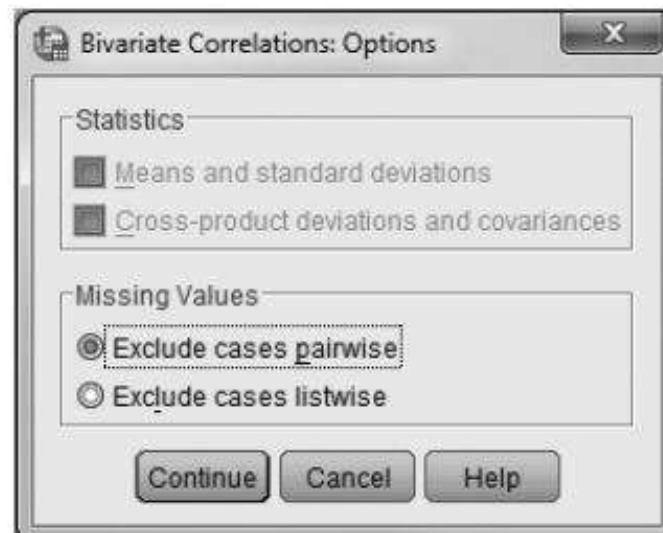 Bivariate Correlations: Options
Statistics
Means and standard deviations
Cross-product deviations and covariances
Missing Values
Exclude cases pairwise
Exclude cases listwise
Continue Cancel Help